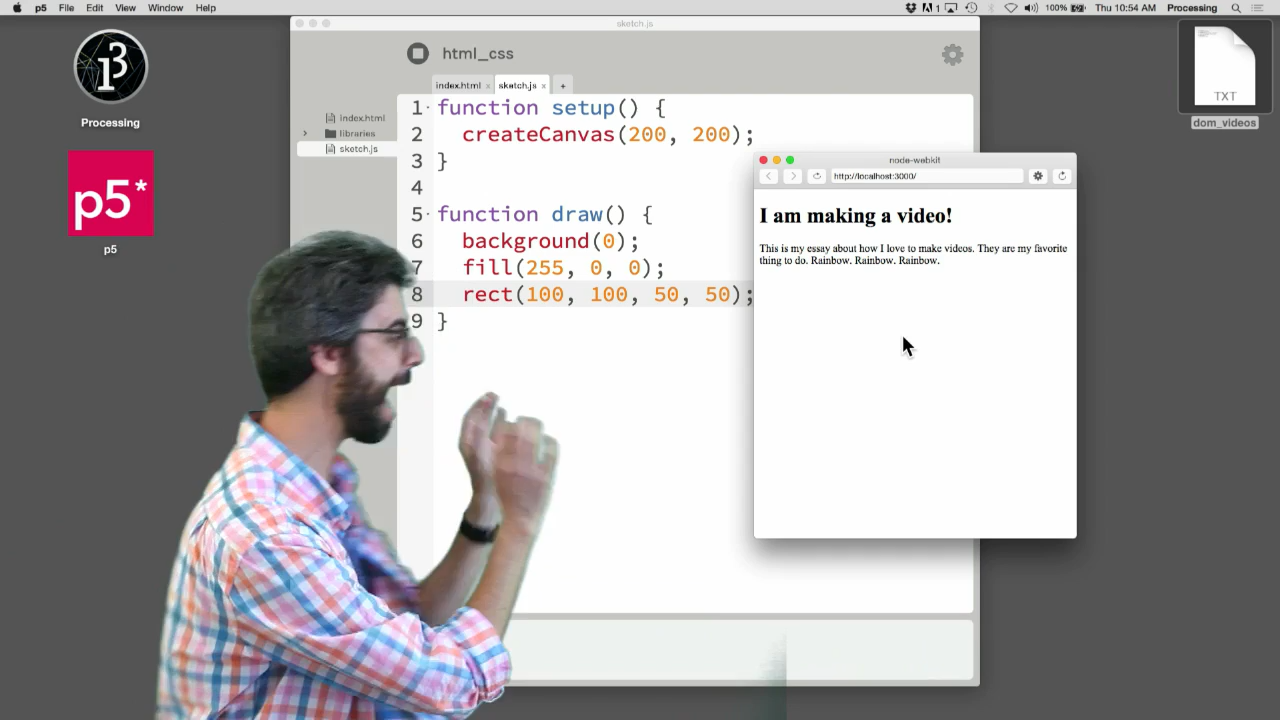 p5 File Edit View Window Help
1 100% Thu 10:54 AM Processing
sketch.js
html_css
index.html × sketch.js × +
index.html
libraries
sketch.js
1 function setup() {
2 createCanvas(200, 200);
3 }
4
5 function draw() {
6 background(0);
7 fill(255, 0, 0);
8 rect(100, 100, 50, 50);
9 }
node-webkit
http://localhost:3000/
I am making a video!
This is my essay about how I love to make videos. They are my favorite
thing to do. Rainbow. Rainbow. Rainbow.
Processing
p5*
p5
TXT
dom_videos